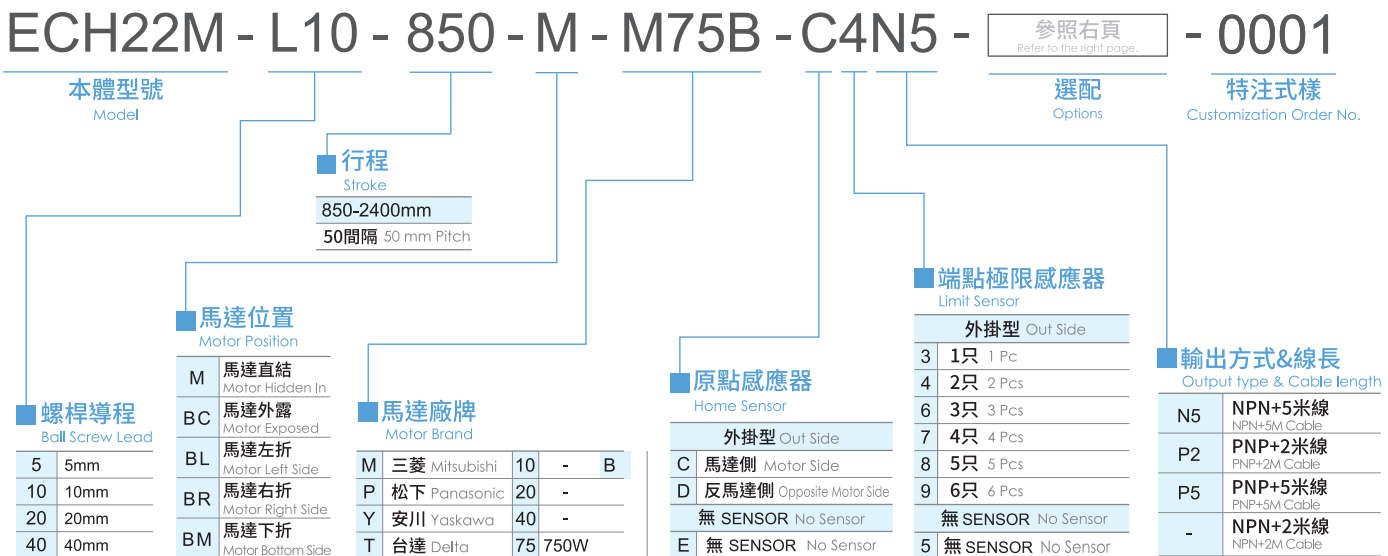 ECH22M - L10 - 850 - M - M75B - C4N5 - 參照右頁 - 0001
Refer to the right page.
本體型號
Model
選配
Options
特注式樣
Customization Order No.
行程
Stroke
850-2400mm
50間隔 50 mm Pitch
螺桿導程
Ball Screw Lead
5 5mm
10 10mm
20 20mm
40 40mm
馬達位置
Motor Position
M 馬達直結
Motor Hidden In
BC 馬達外露
Motor Exposed
BL 馬達左折
Motor Left Side
BR 馬達右折
Motor Right Side
BM 馬達下折
Motor Bottom Side
馬達廠牌
Motor Brand
M 三菱 Mitsubishi 10 - B
P 松下 Panasonic 20 -
Y 安川 Yaskawa 40 -
T 台達 Delta 75 750W
原點感應器
Home Sensor
外掛型 Out Side
C 馬達側 Motor Side
D 反馬達側 Opposite Motor Side
無 SENSOR No Sensor
E 無 SENSOR No Sensor
端點極限感應器
Limit Sensor
外掛型 Out Side
3 1只 1 Pc
4 2只 2 Pcs
6 3只 3 Pcs
7 4只 4 Pcs
8 5只 5 Pcs
9 6只 6 Pcs
無 SENSOR No Sensor
5 無 SENSOR No Sensor
輸出方式&線長
Output type & Cable length
N5 NPN+5米線
NPN+5M Cable
P2 PNP+2米線
PNP+2M Cable
P5 PNP+5米線
PNP+5M Cable
- NPN+2米線
NPN+2M Cable